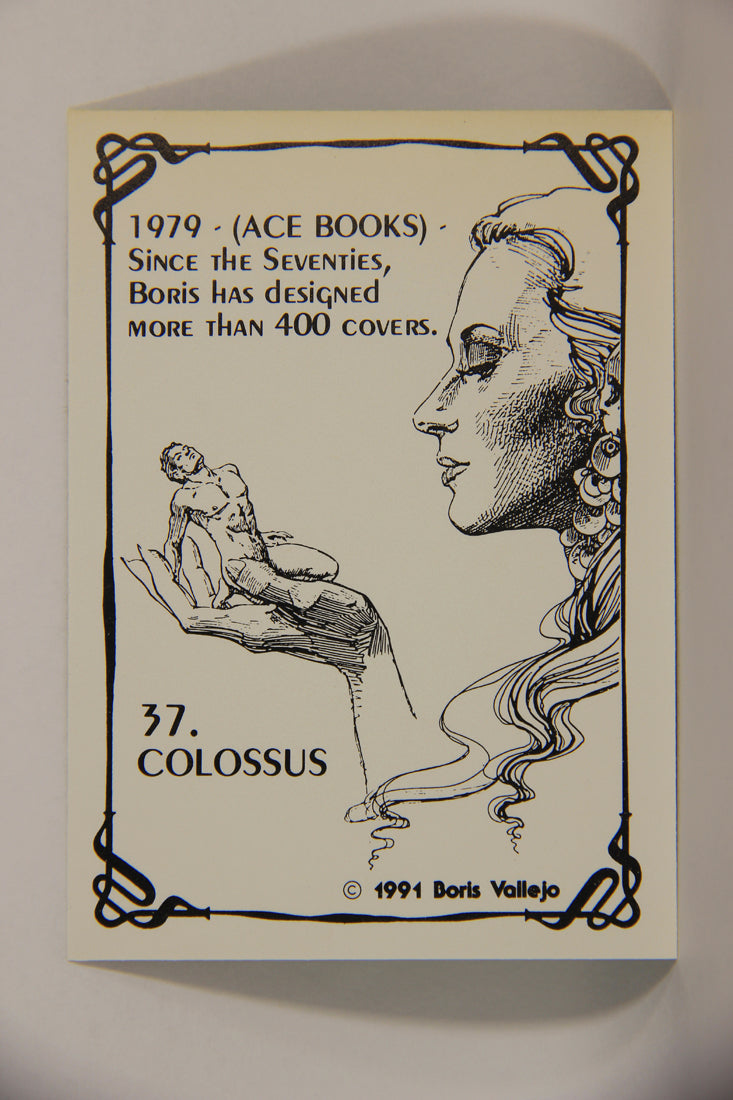 1979 - (ACE BOOKS) -
SINCE THE SEVENTIES,
BORIS HAS DESIGNED
MORE THAN 400 COVERS.
37.
COLOSSUS
© 1991 Boris Vallejo